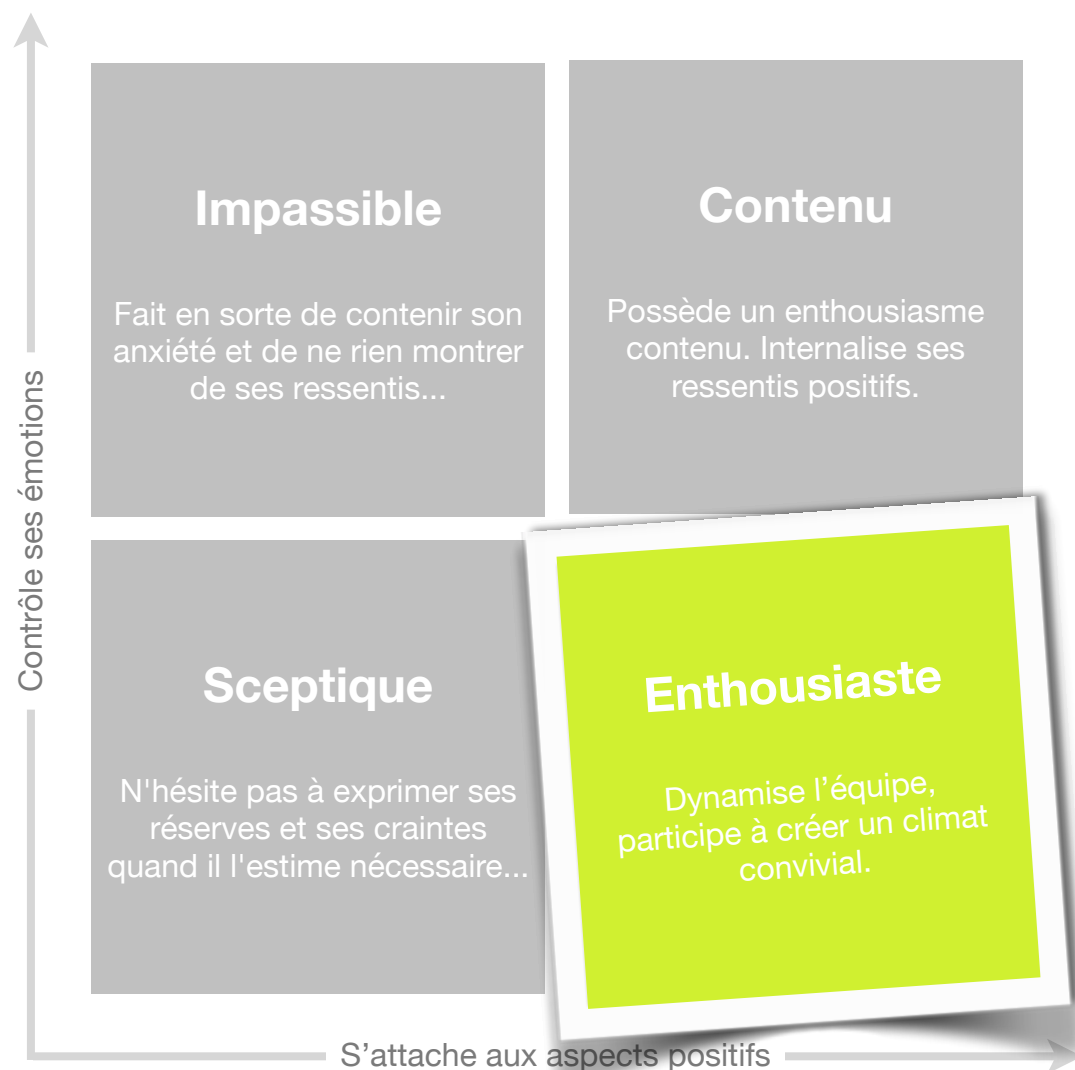 Impassible
Fait en sorte de contenir son
anxiété et de ne rien montrer
de ses ressentis...
Contenu
Possède un enthousiasme
contenu. Internalise ses
ressentis positifs.
Contrôle ses émotions
Sceptique
N'hésite pas à exprimer ses
réserves et ses craintes
quand il l'estime nécessaire...
Enthousiaste
Dynamise l’équipe,
participe à créer un climat
convivial.
S’attache aux aspects positifs